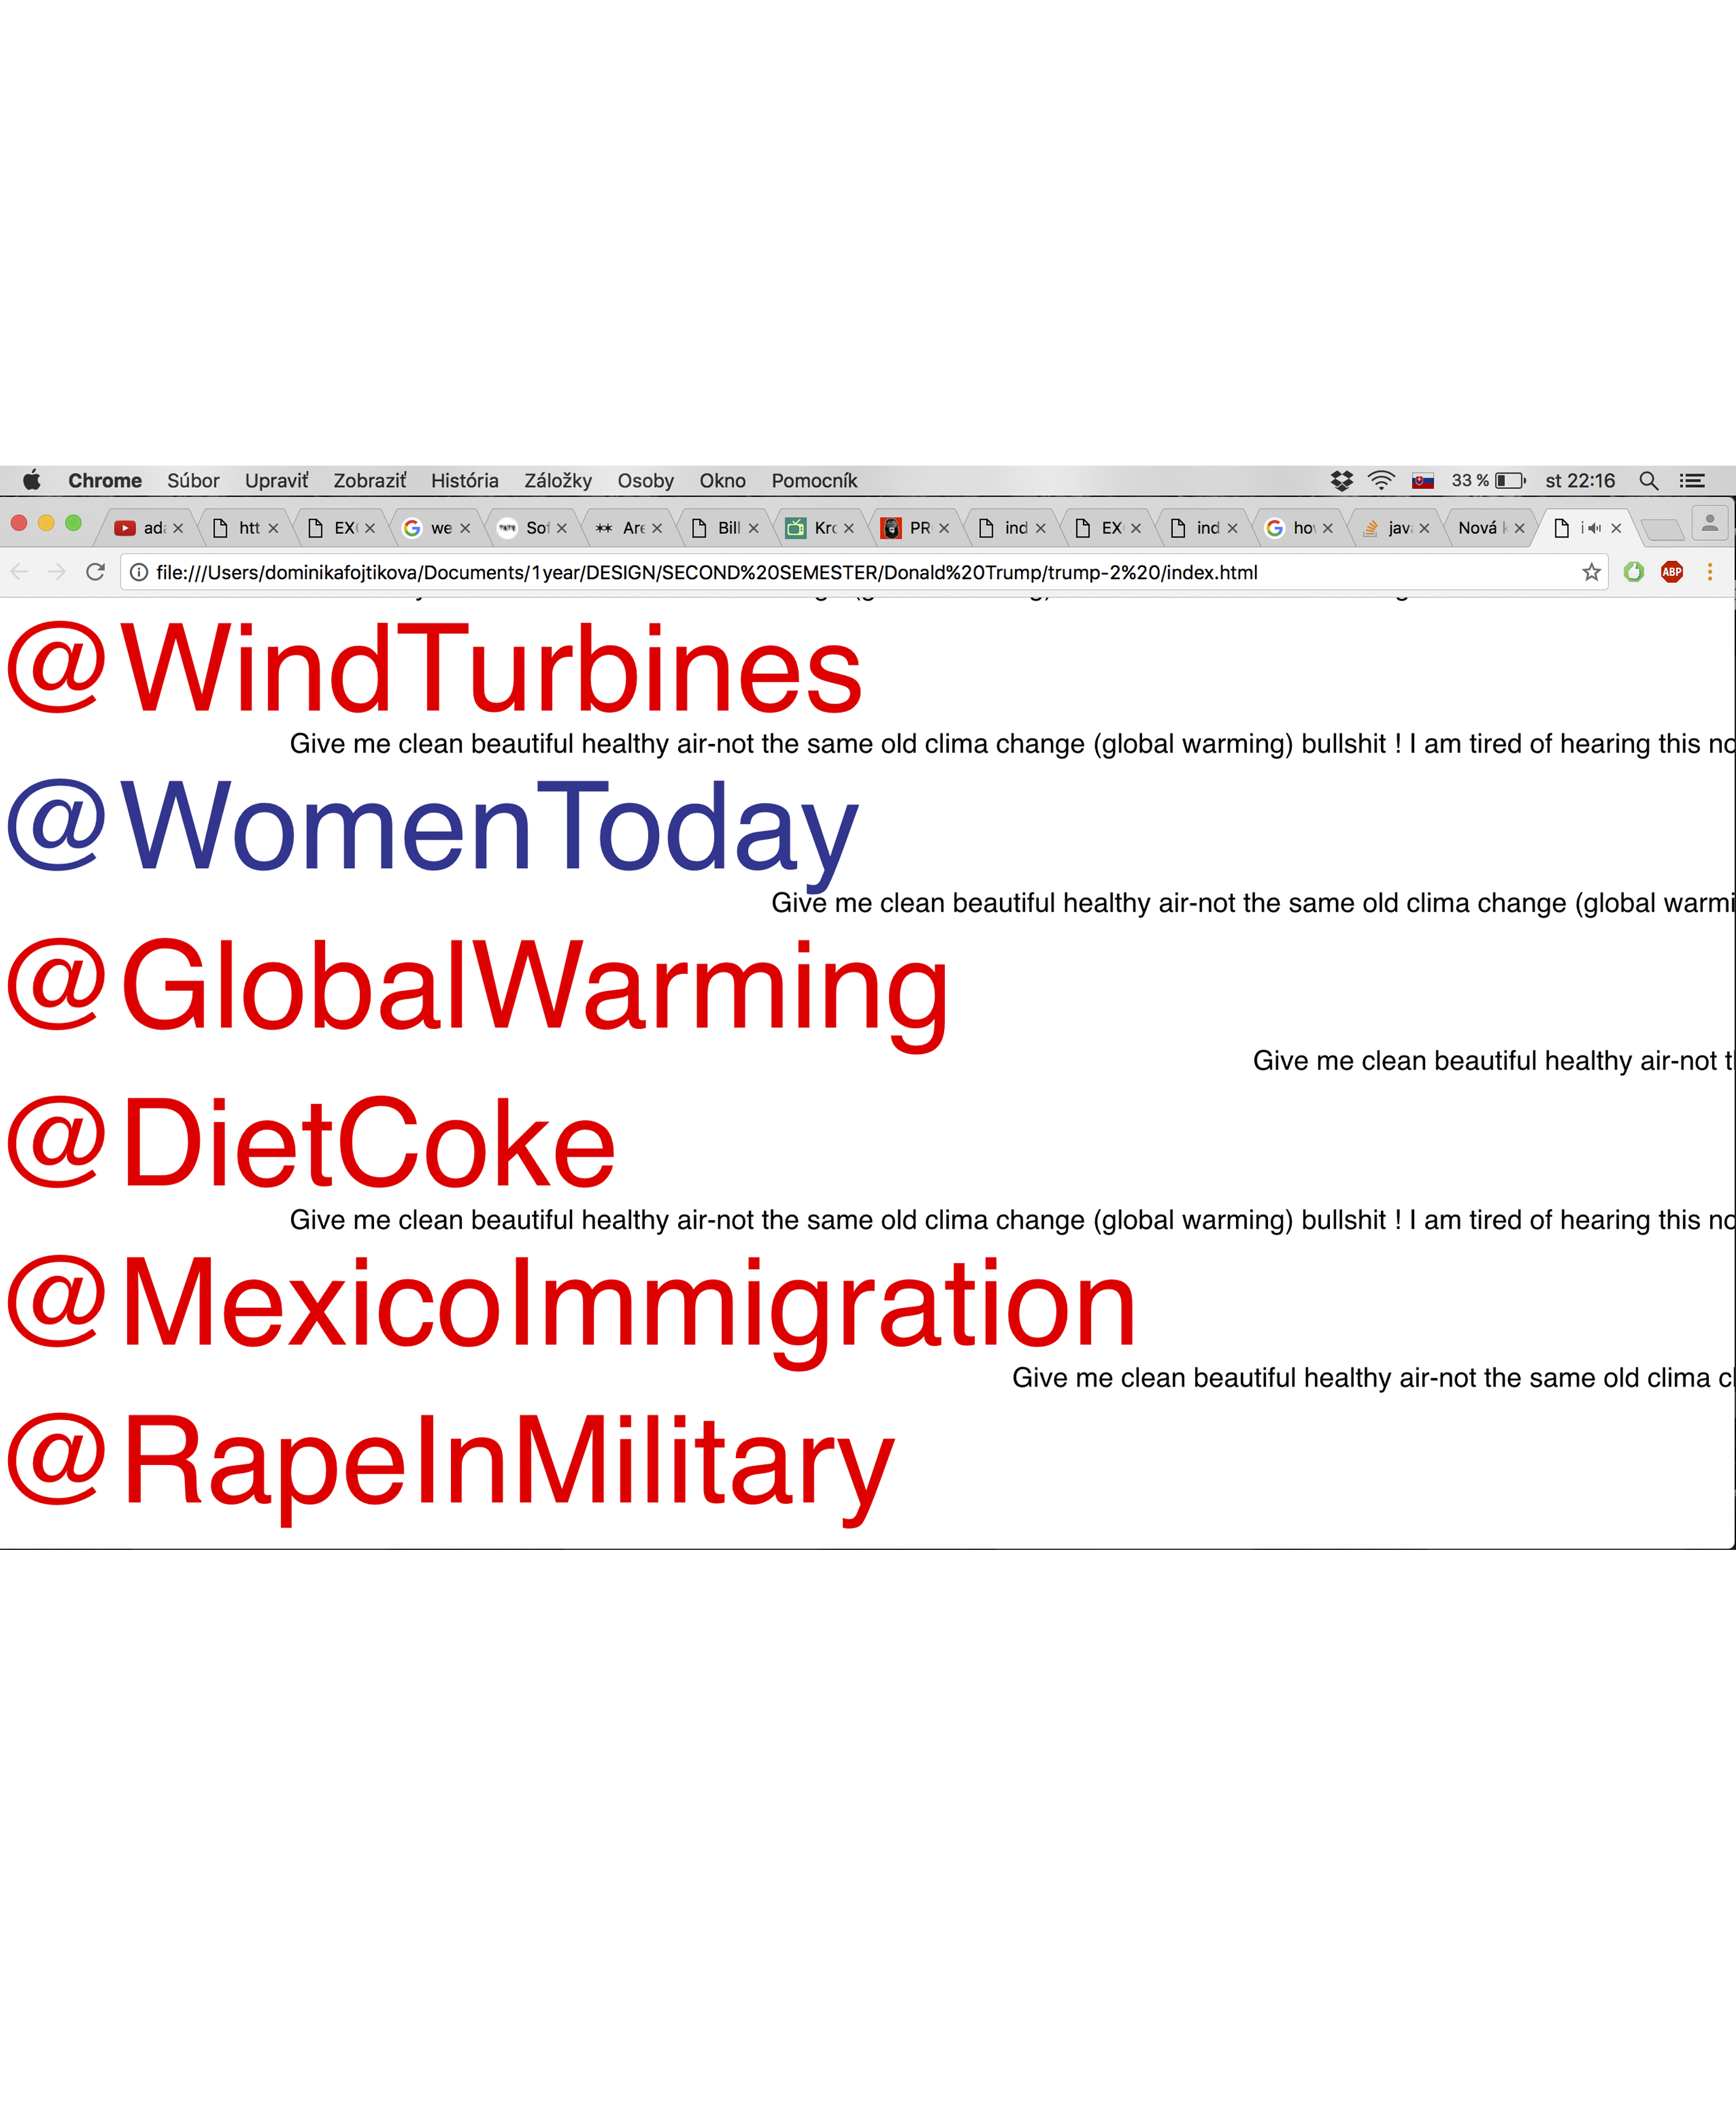 Chrome Súbor Upraviť Zobraziť História Záložky Osoby Okno Pomocník 33 % st 22:16
ad htt EX we Sof Are Bill Kro PR ind EX ind ho jav Nová i
file:///Users/dominikafojtikova/Documents/1year/DESIGN/SECOND%20SEMESTER/Donald%20Trump/trump-2%20/index.html ABP
@WindTurbines
Give me clean beautiful healthy air-not the same old clima change (global warming) bullshit ! I am tired of hearing this no
@WomenToday
Give me clean beautiful healthy air-not the same old clima change (global warmi
@GlobalWarming
Give me clean beautiful healthy air-not t
@DietCoke
Give me clean beautiful healthy air-not the same old clima change (global warming) bullshit ! I am tired of hearing this no
@MexicoImmigration
Give me clean beautiful healthy air-not the same old clima c
@RapeInMilitary